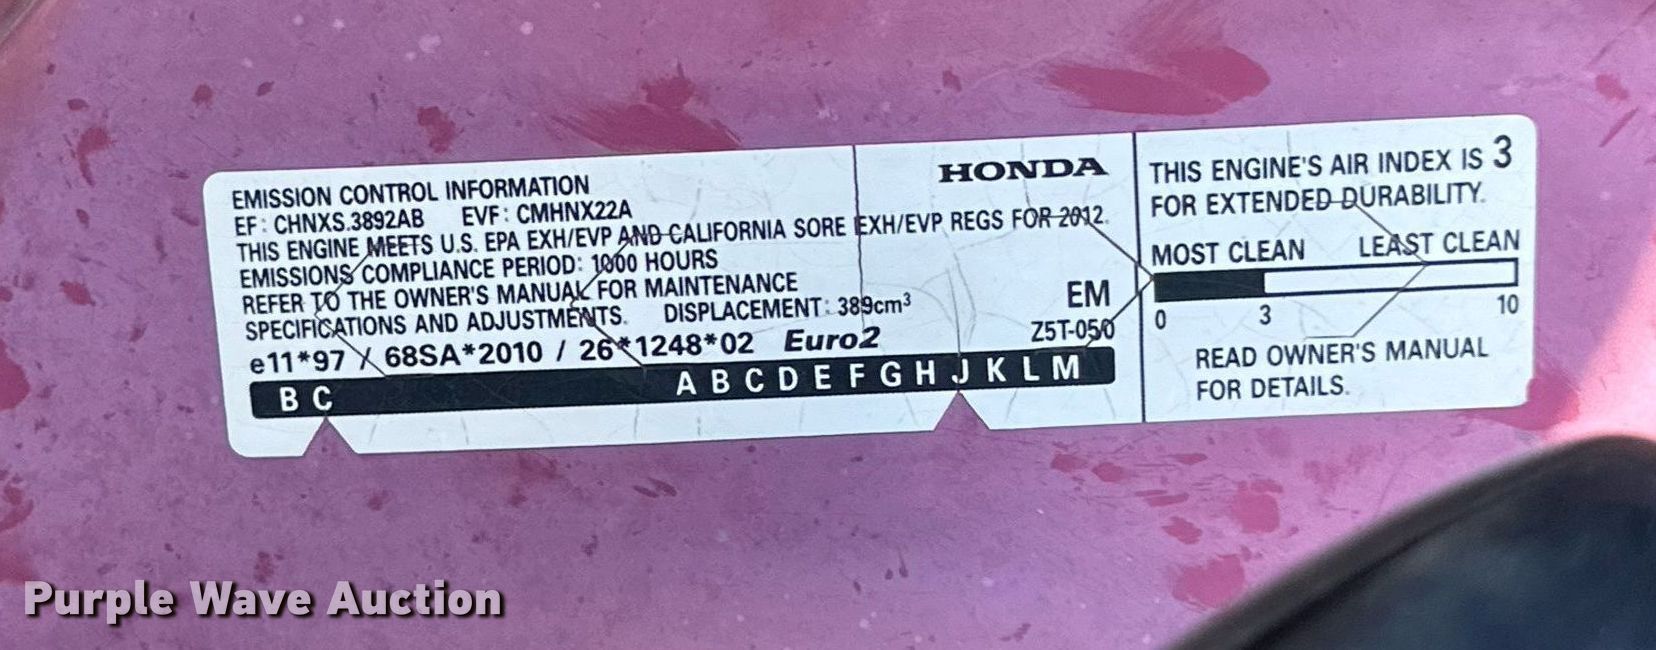 EMISSION CONTROL INFORMATION
HONDA
EF: CHNXS.3892AB EVF: CMHNX22A
THIS ENGINE MEETS U.S. EPA EXH/EVP AND CALIFORNIA SORE EXH/EVP REGS FOR 2012.
EMISSIONS COMPLIANCE PERIOD: 1000 HOURS
REFER TO THE OWNER'S MANUAL FOR MAINTENANCE
SPECIFICATIONS AND ADJUSTMENTS. DISPLACEMENT: 389cm³
EM
Z5T-050
e11*97 / 68SA*2010 / 26*1248*02 Euro2
B C A B C D E F G H J K L M
THIS ENGINE'S AIR INDEX IS 3
FOR EXTENDED DURABILITY.
MOST CLEAN LEAST CLEAN
0 3 10
READ OWNER'S MANUAL
FOR DETAILS.
Purple Wave Auction